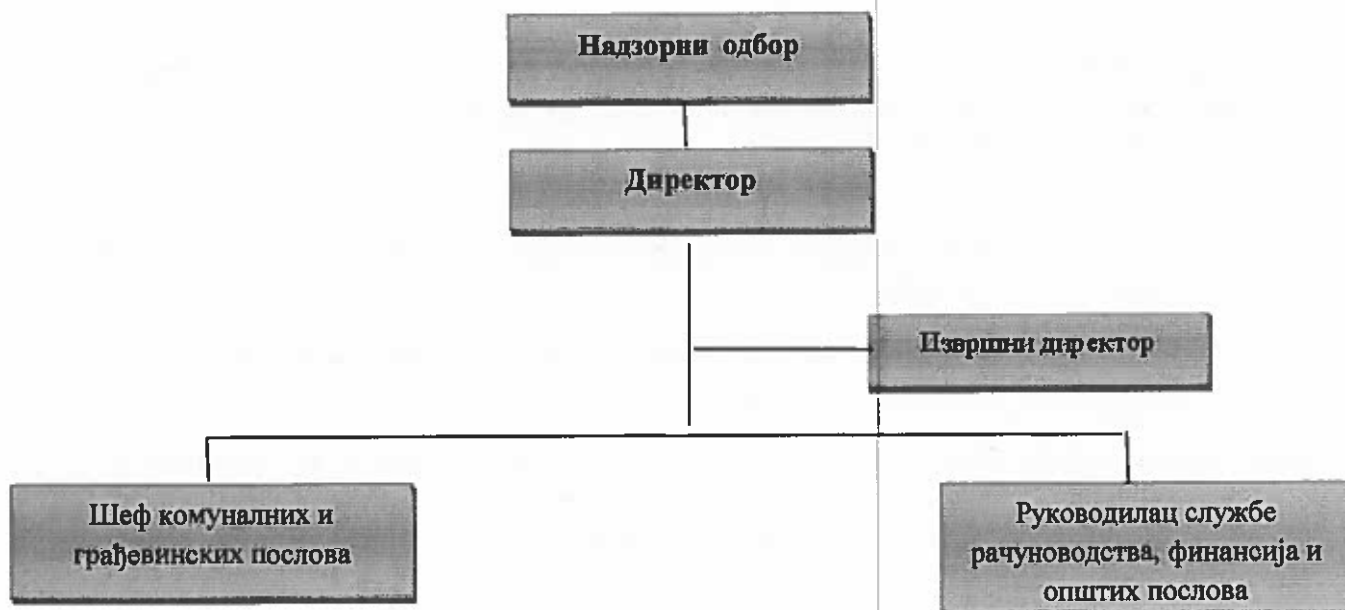 Надзорни одбор
Директор
Извршни директор
Шеф комуналних и
грађевинских послова
Руководилац службе
рачуноводства, финансија и
општих послова